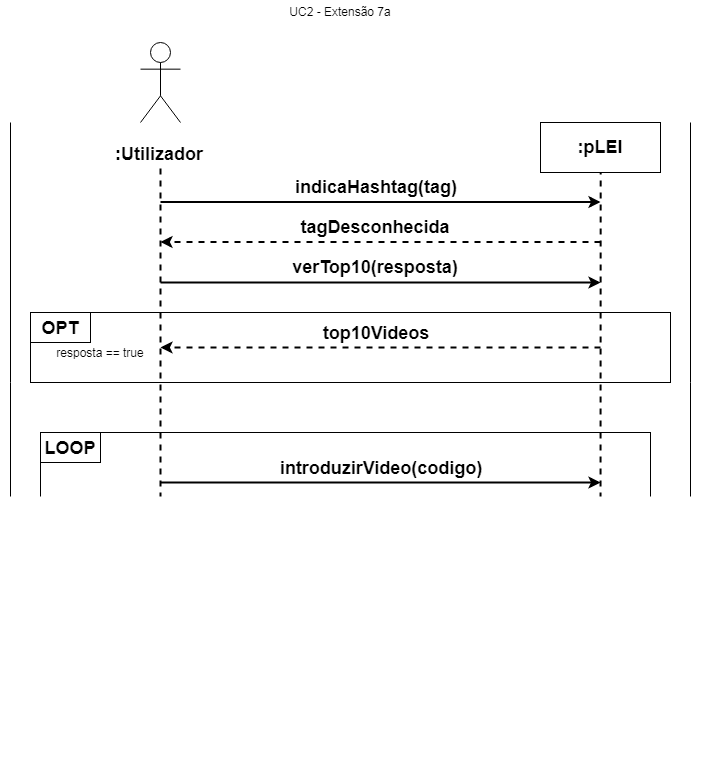 UC2 - Extensão 7a
:Utilizador
:pLEI
indicaHashtag(tag)
tagDesconhecida
verTop10(resposta)
OPT
top10Videos
resposta == true
LOOP
introduzirVideo(codigo)